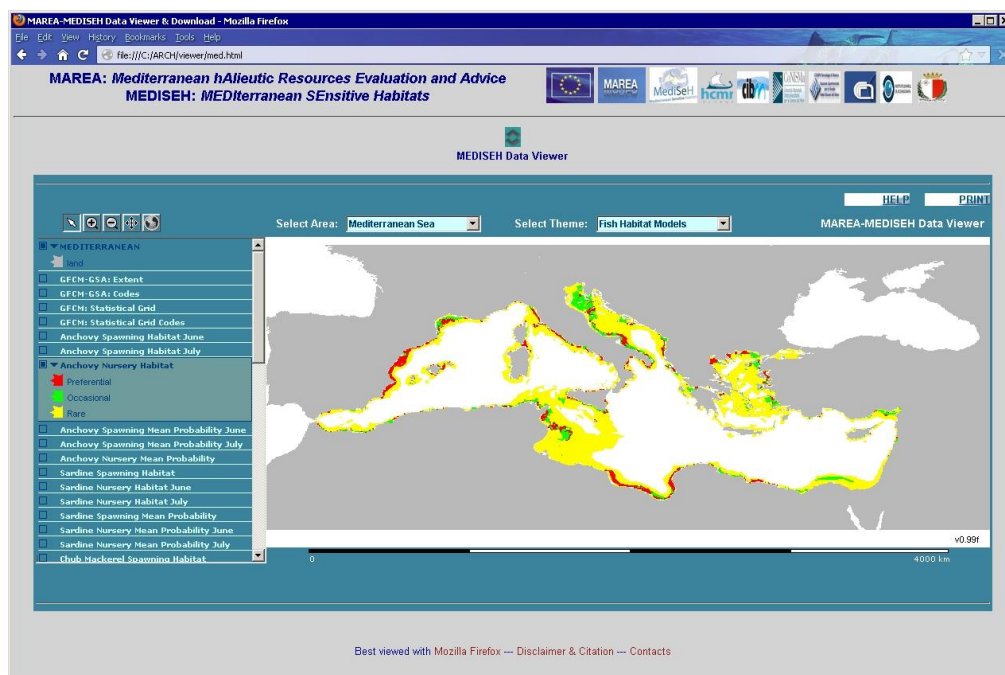 MAREA-MEDISEH Data Viewer & Download - Mozilla Firefox
File Edit View History Bookmarks Tools Help
file:///C:/ARCH/viewer/med.html
MAREA: Mediterranean hAlieutic Resources Evaluation and Advice
MEDISEH: MEDIterranean SEnsitive Habitats
MAREA
MediSeH
hcmr
cibm
MEDISEH Data Viewer
HELP
PRINT
Select Area: Mediterranean Sea
Select Theme: Fish Habitat Models
MAREA-MEDISEH Data Viewer
MEDITERRANEAN
land
GFCM-GSA: Extent
GFCM-GSA: Codes
GFCM: Statistical Grid
GFCM: Statistical Grid Codes
Anchovy Spawning Habitat June
Anchovy Spawning Habitat July
Anchovy Nursery Habitat
Preferential
Occasional
Rare
Anchovy Spawning Mean Probability June
Anchovy Spawning Mean Probability July
Anchovy Nursery Mean Probability
Sardine Spawning Habitat
Sardine Nursery Habitat June
Sardine Nursery Habitat July
Sardine Spawning Mean Probability
Sardine Nursery Mean Probability June
Sardine Nursery Mean Probability July
Chub Mackerel Spawning Habitat
v0.99f
0
4000 km
Best viewed with Mozilla Firefox --- Disclaimer & Citation --- Contacts